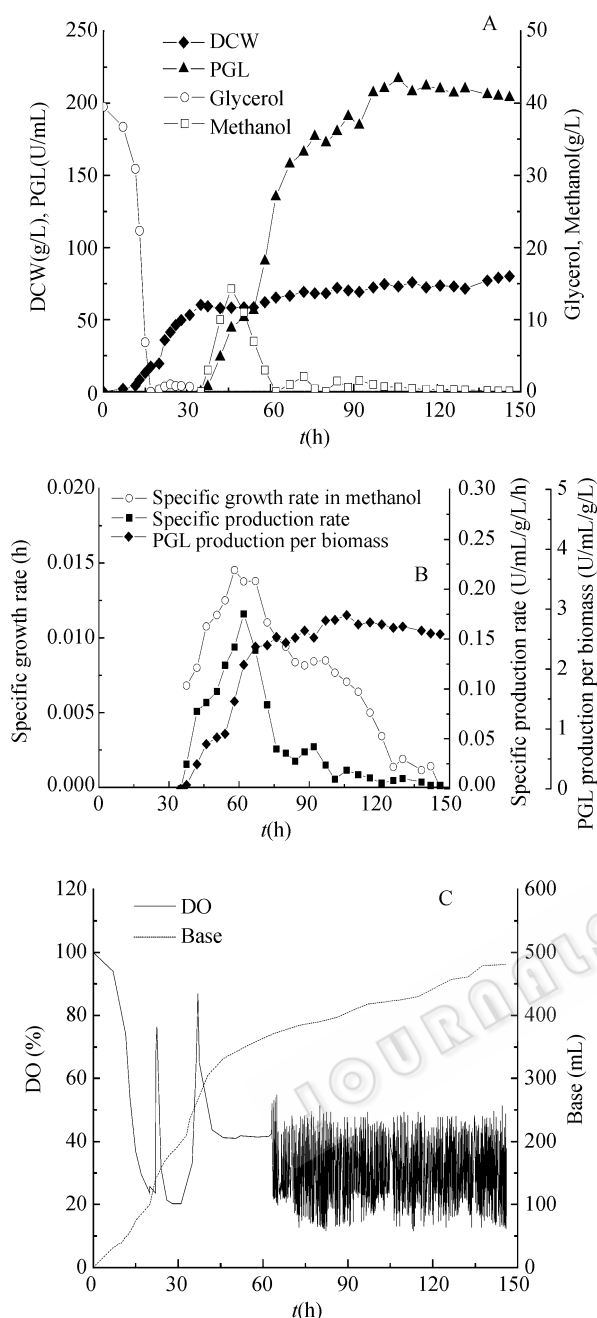 A
DCW
PGL
Glycerol
Methanol
DCW(g/L), PGL(U/mL)
Glycerol, Methanol(g/L)
250
200
150
100
50
0
50
40
30
20
10
0
0 30 60 90 120 150
t(h)
B
Specific growth rate in methanol
Specific production rate
PGL production per biomass
Specific growth rate (h)
Specific production rate (U/mL/g/L/h)
PGL production per biomass (U/mL/g/L)
0.020
0.015
0.010
0.005
0.000
0.30
0.25
0.20
0.15
0.10
0.05
0.00
5
4
3
2
1
0
0 30 60 90 120 150
t(h)
C
DO
Base
DO (%)
Base (mL)
120
100
80
60
40
20
0
600
500
400
300
200
100
0
0 30 60 90 120 150
t(h)
JOURNALS